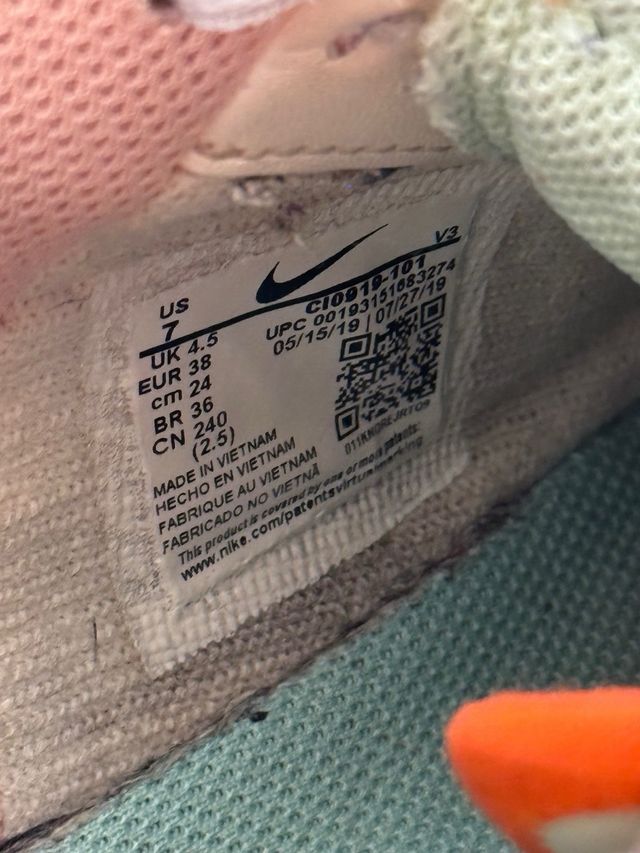 V3
US
7
UK 4.5
EUR 38
cm 24
BR 36
CN 240
(2.5)
CI0919-101
UPC 00193151683274
05/15/19 | 07/27/19
MADE IN VIETNAM
HECHO EN VIETNAM
FABRIQUE AU VIETNAM
FABRICADO NO VIETNÃ
This product is covered by one or more patents:
www.nike.com/patentsvirtualmarking